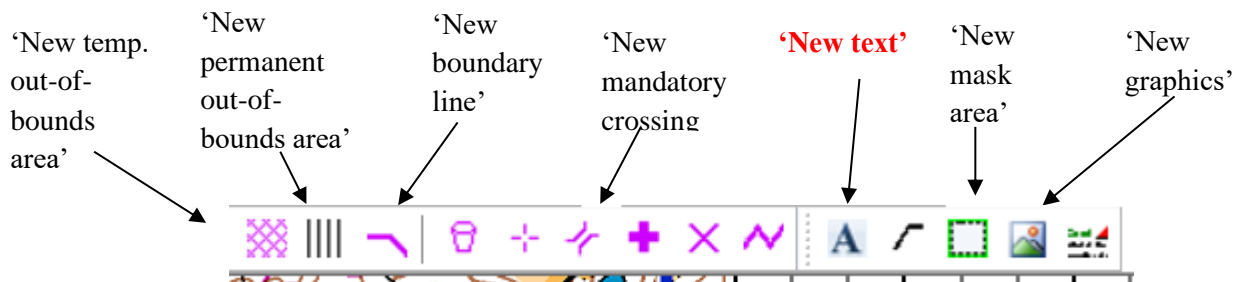 ‘New temp.
out-of-
bounds
area’
‘New
permanent
out-of-
bounds area’
‘New
boundary
line’
‘New
mandatory
crossing
‘New text’
‘New
mask
area’
‘New
graphics’
A